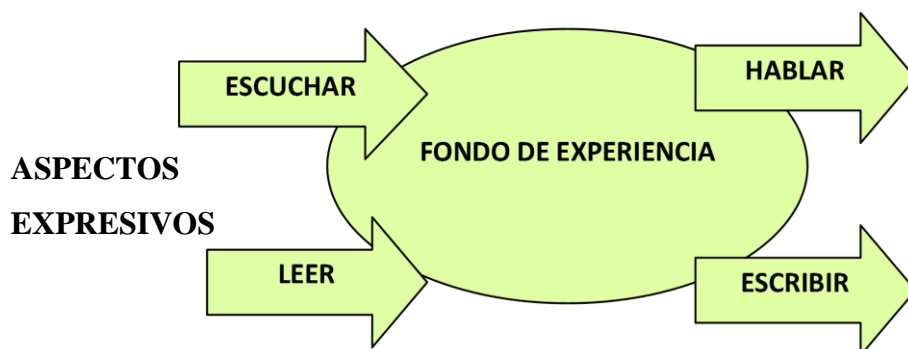 ESCUCHAR
HABLAR
FONDO DE EXPERIENCIA
ASPECTOS
EXPRESIVOS
LEER
ESCRIBIR